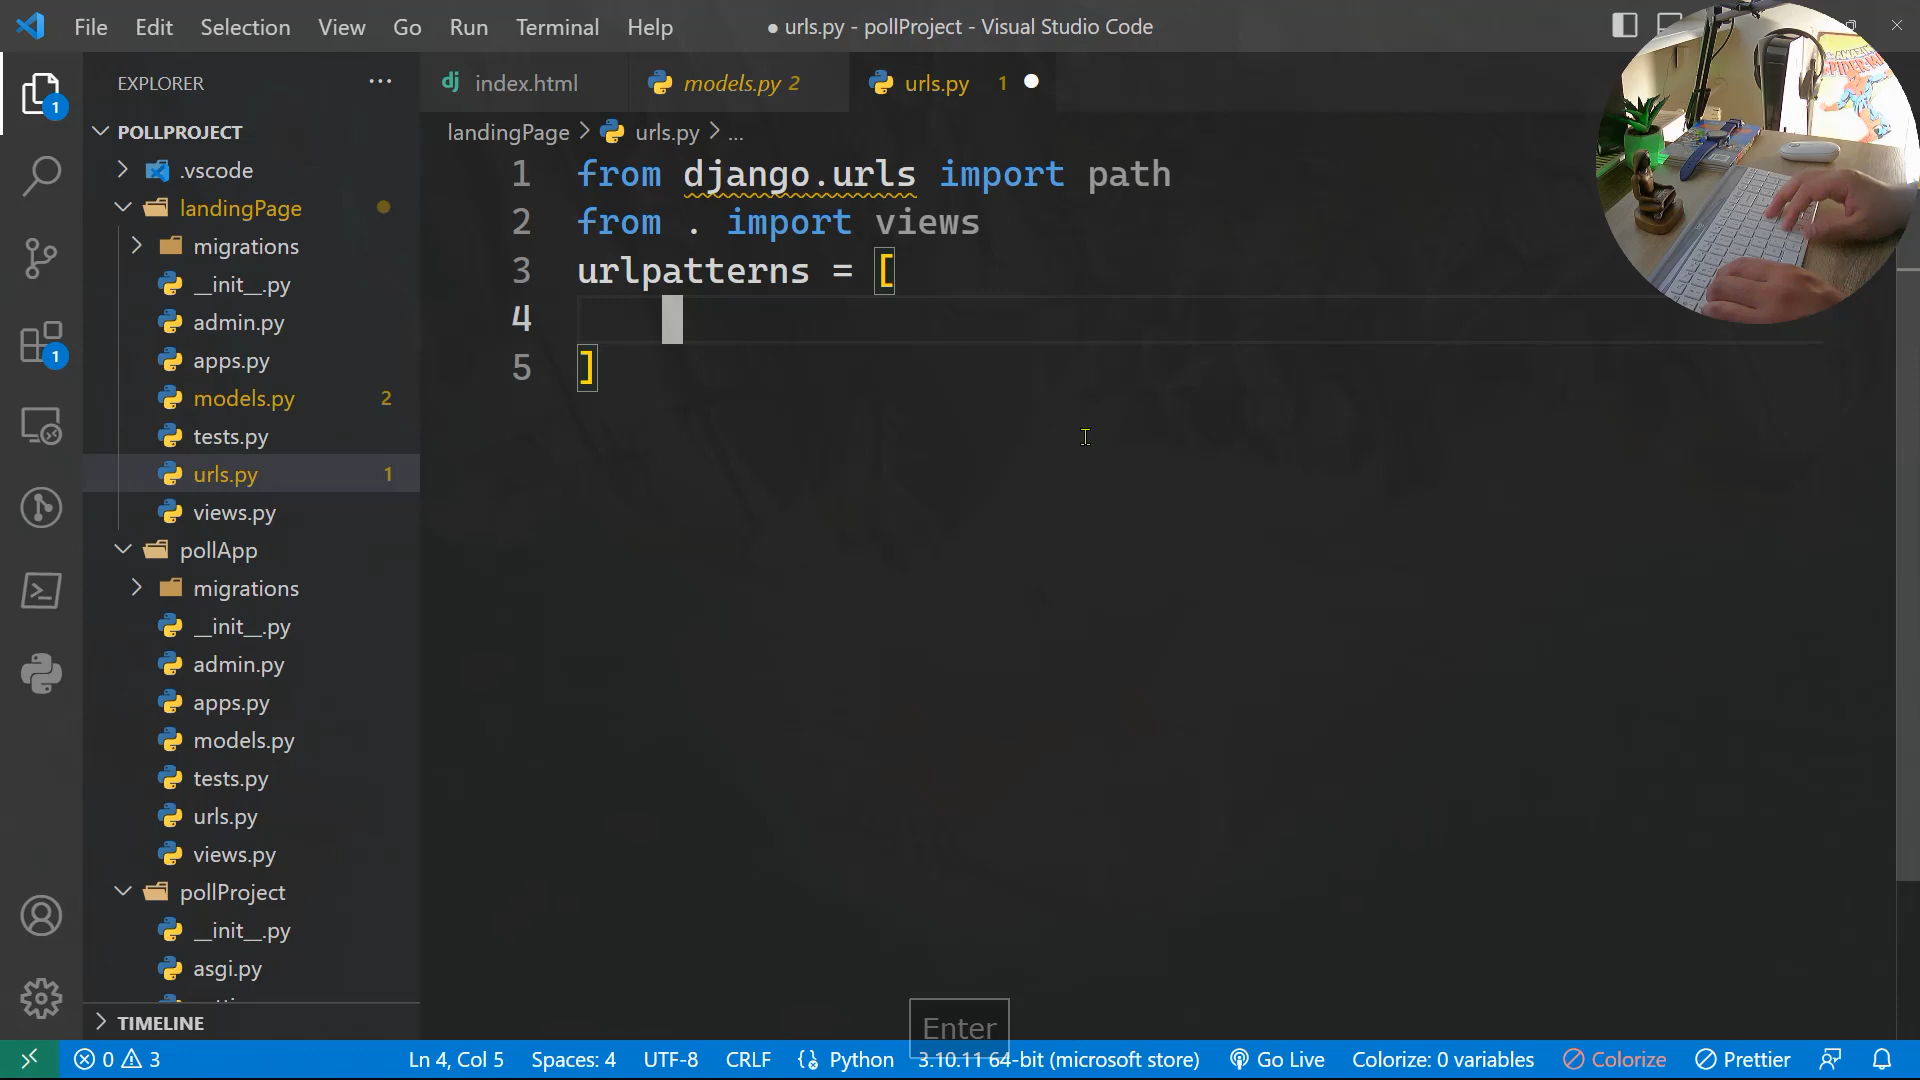 File Edit Selection View Go Run Terminal Help
● urls.py - pollProject - Visual Studio Code
EXPLORER
POLLPROJECT
.vscode
landingPage
migrations
__init__.py
admin.py
apps.py
models.py 2
tests.py
urls.py 1
views.py
pollApp
migrations
__init__.py
admin.py
apps.py
models.py
tests.py
urls.py
views.py
pollProject
__init__.py
asgi.py
TIMELINE
1
1
index.html
models.py 2
urls.py 1
landingPage > urls.py > ...
1 from django.urls import path
2 from . import views
3 urlpatterns = [
4
5 ]
Enter
0 3 Ln 4, Col 5 Spaces: 4 UTF-8 CRLF Python 3.10.11 64-bit (microsoft store) Go Live Colorize: 0 variables Colorize Prettier